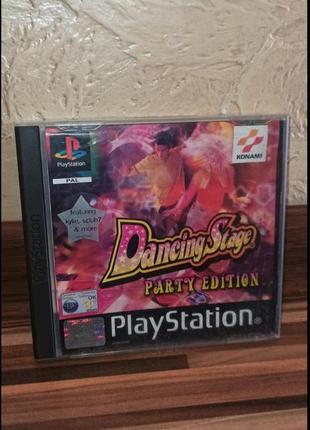 PlayStation
PAL
KONAMI
featuring
kylie, sclub7
& more
Dancing Stage
PARTY EDITION
PlayStation
PlayStation